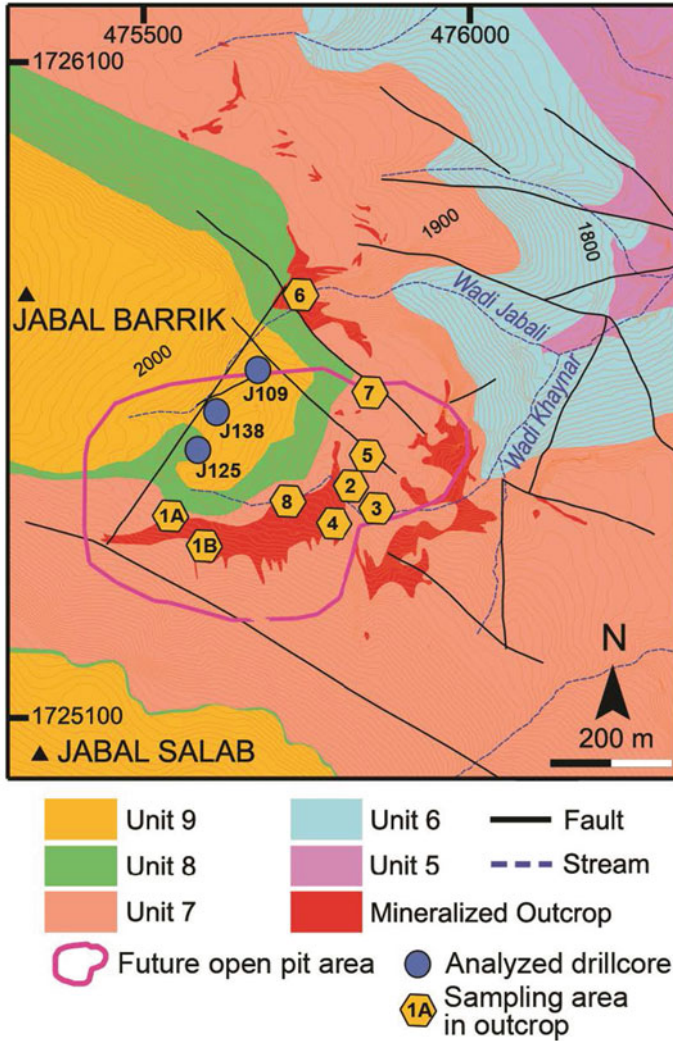 475500
476000
1726100
1900
1800
Wadi Jabali
6
JABAL BARRIK
Wadi Khaynar
2000
J109
7
J138
J125
5
2
8
3
1A
4
1B
N
1725100
200 m
JABAL SALAB
Unit 9
Unit 6
Fault
Unit 8
Unit 5
Stream
Unit 7
Mineralized Outcrop
Future open pit area
Analyzed drillcore
1A
Sampling area
in outcrop